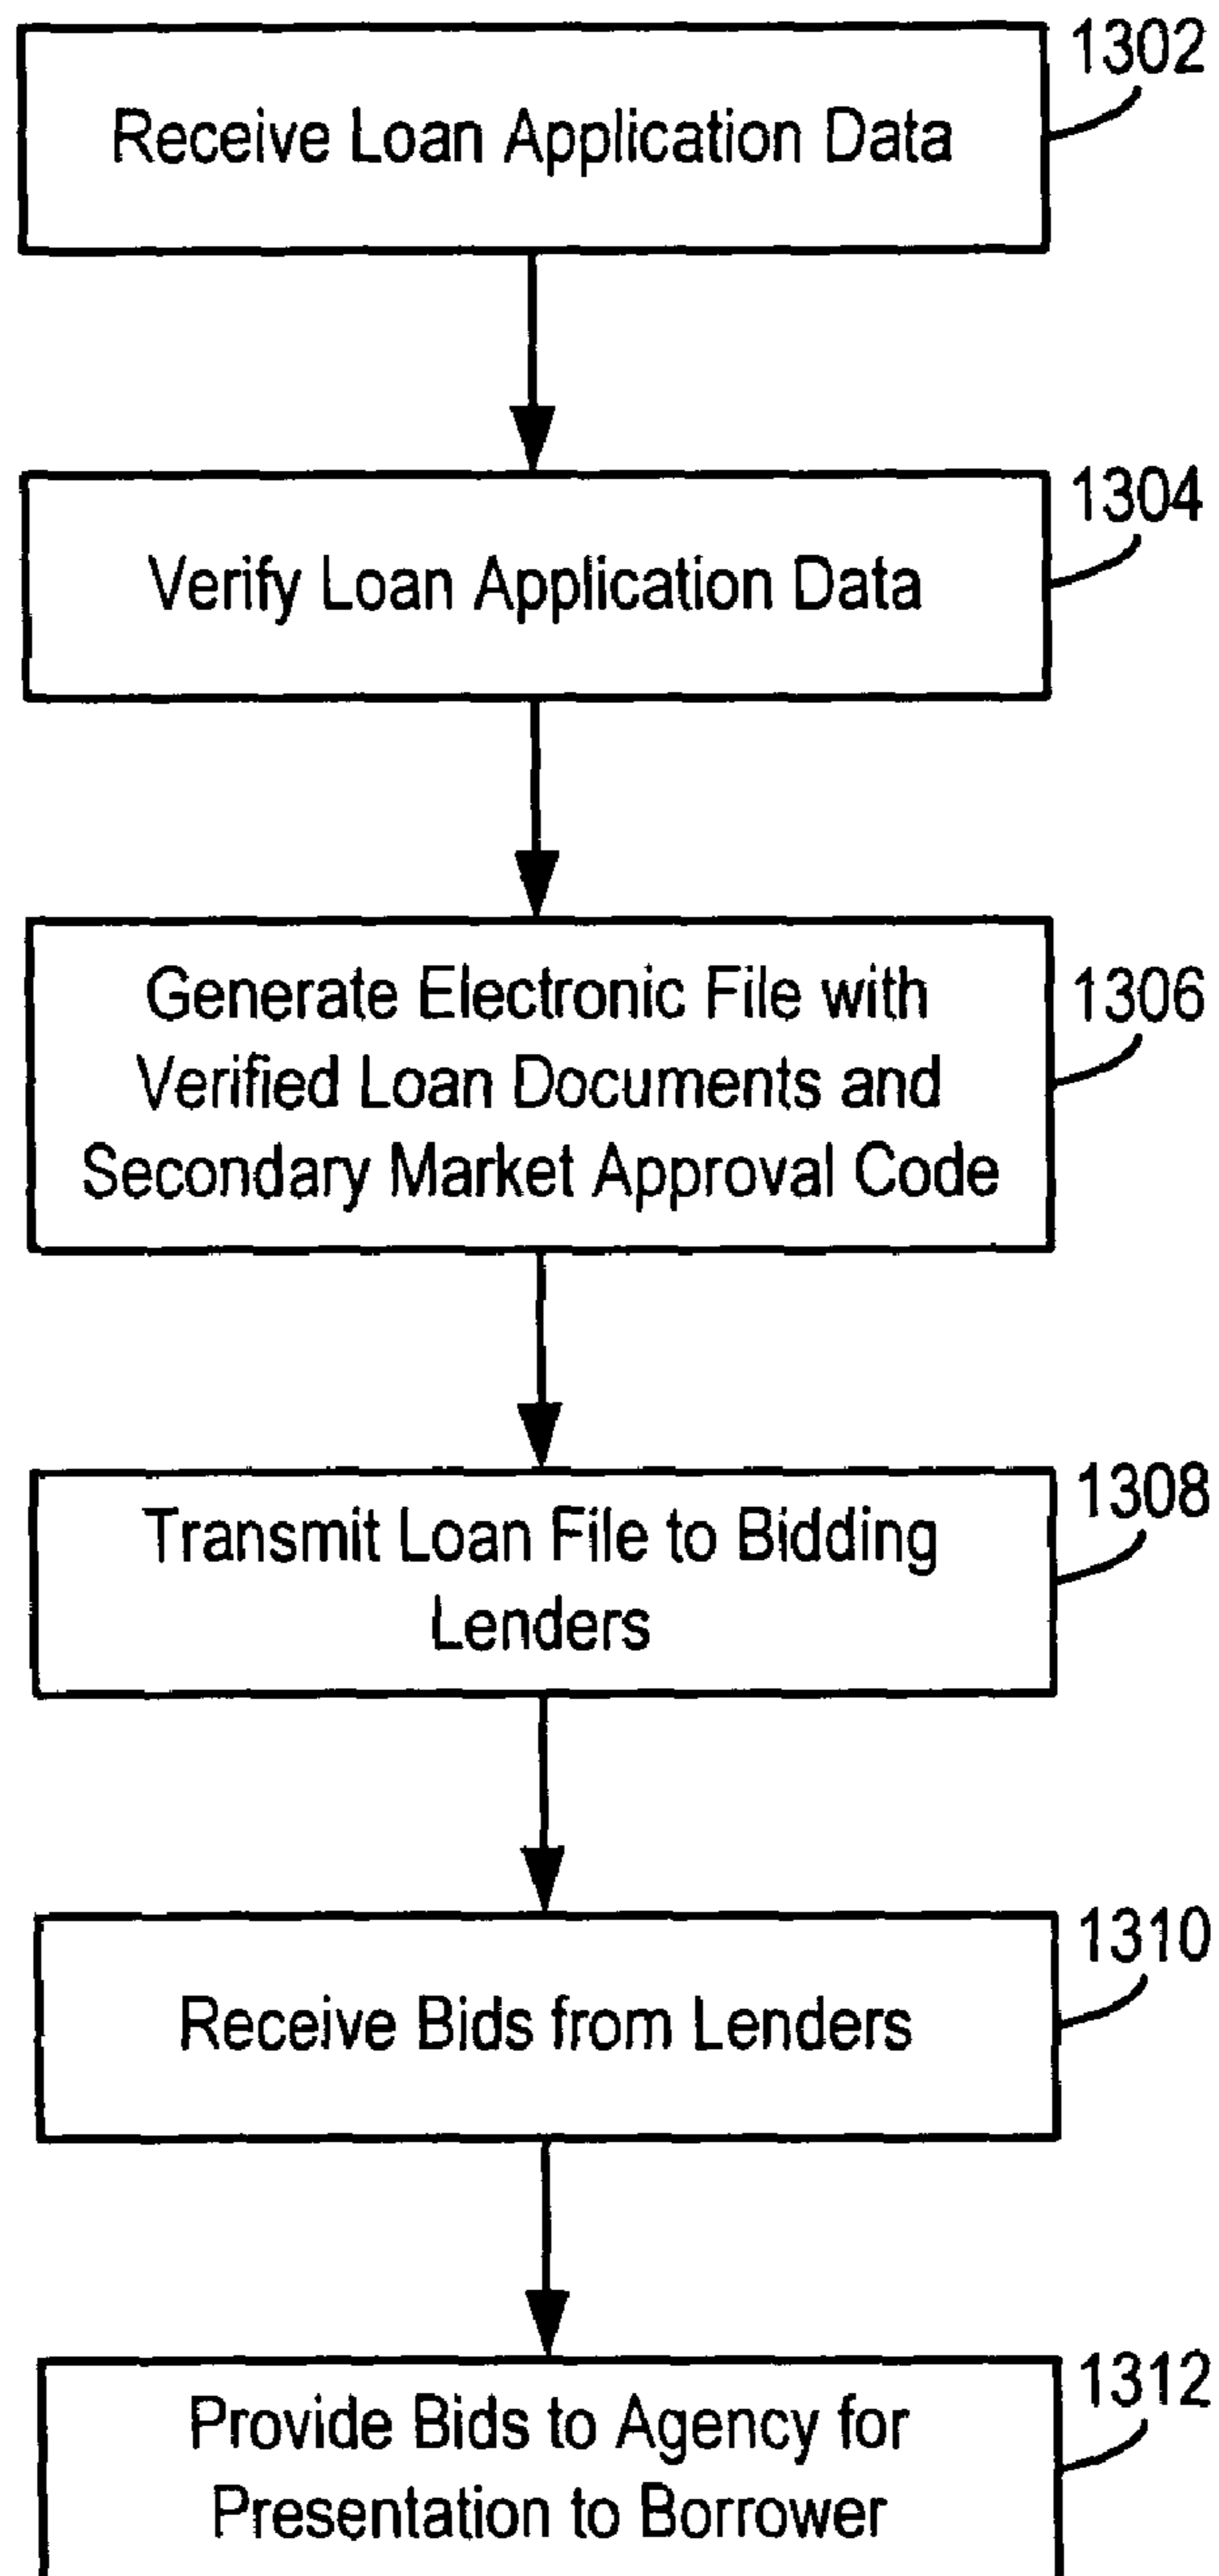 1302
Receive Loan Application Data
1304
Verify Loan Application Data
1306
Generate Electronic File with
Verified Loan Documents and
Secondary Market Approval Code
1308
Transmit Loan File to Bidding
Lenders
1310
Receive Bids from Lenders
1312
Provide Bids to Agency for
Presentation to Borrower